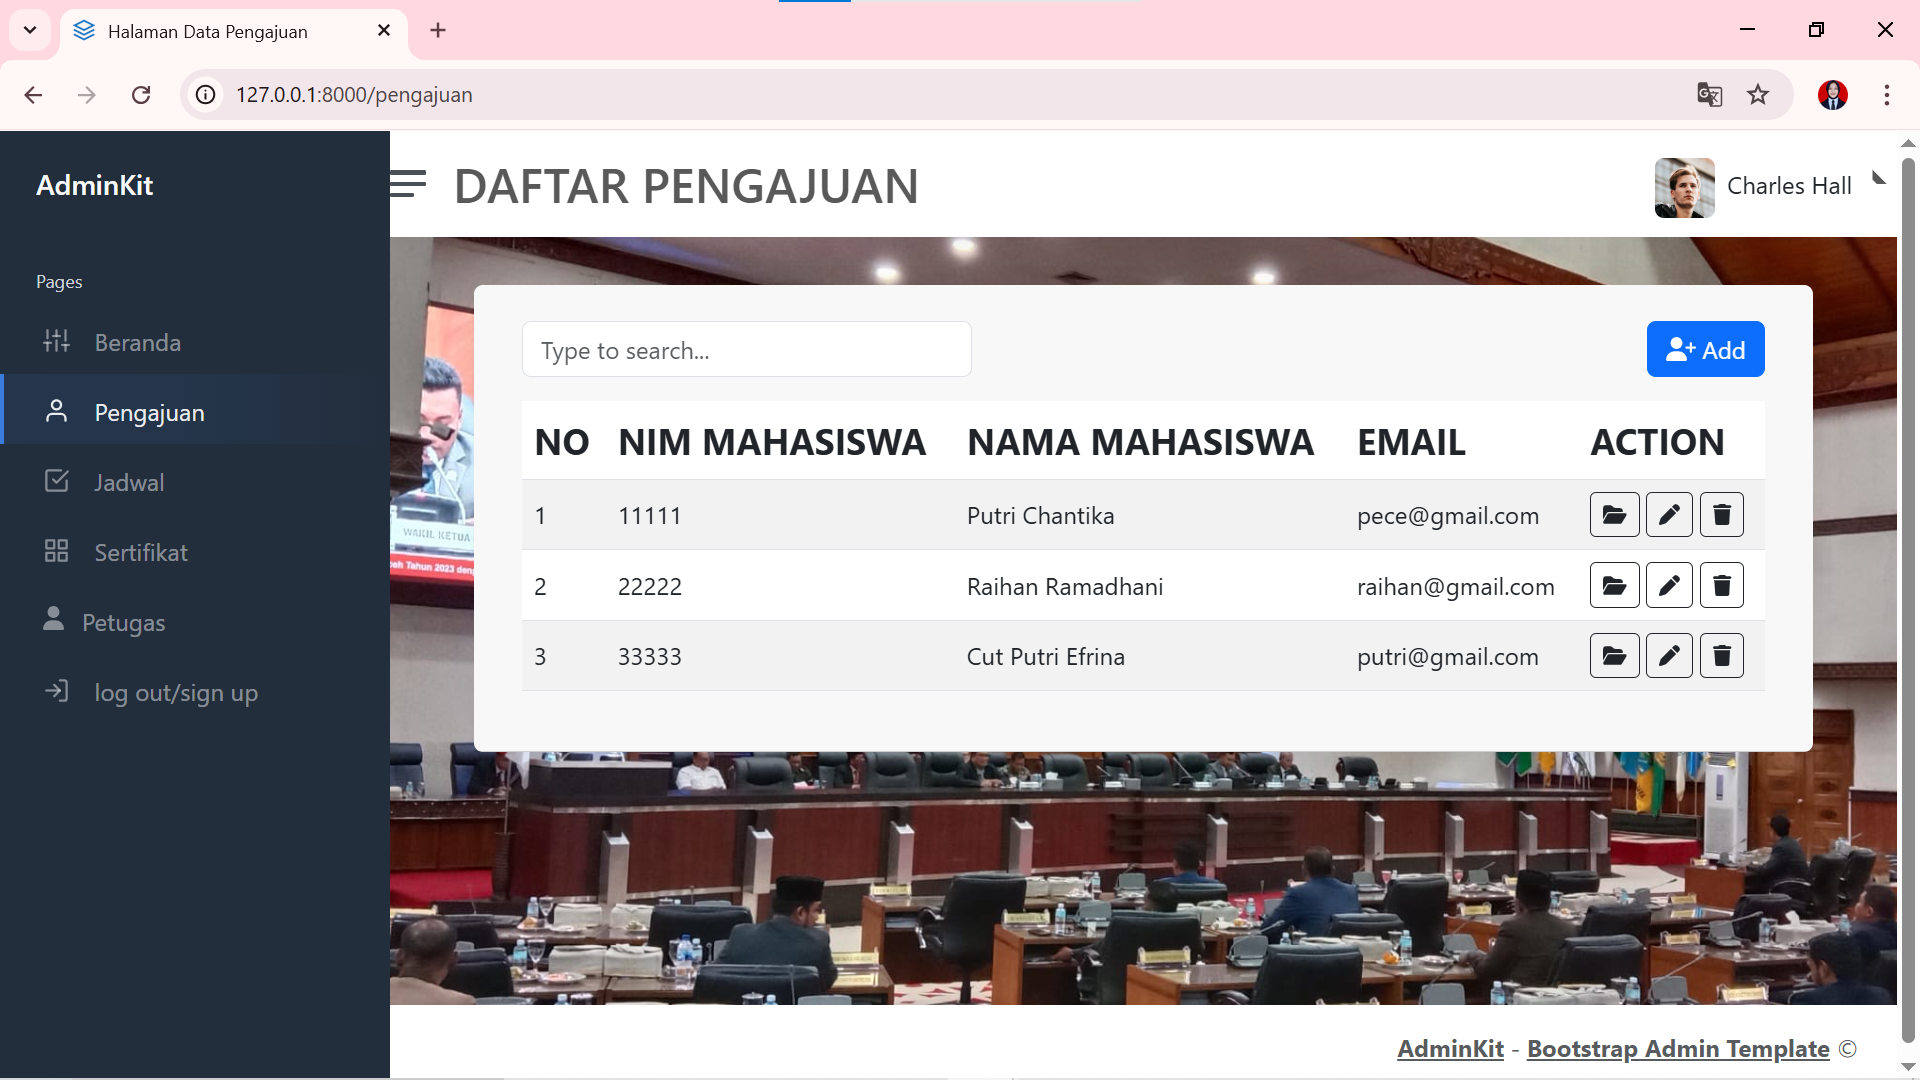 Halaman Data Pengajuan
127.0.0.1:8000/pengajuan
AdminKit
DAFTAR PENGAJUAN
Charles Hall
Pages
Beranda
Pengajuan
Jadwal
Sertifikat
Petugas
log out/sign up
Type to search...
Add
NO NIM MAHASISWA NAMA MAHASISWA EMAIL ACTION
1 11111 Putri Chantika pece@gmail.com
2 22222 Raihan Ramadhani raihan@gmail.com
3 33333 Cut Putri Efrina putri@gmail.com
WAKIL KETUA
Tahun 2023
AdminKit - Bootstrap Admin Template ©